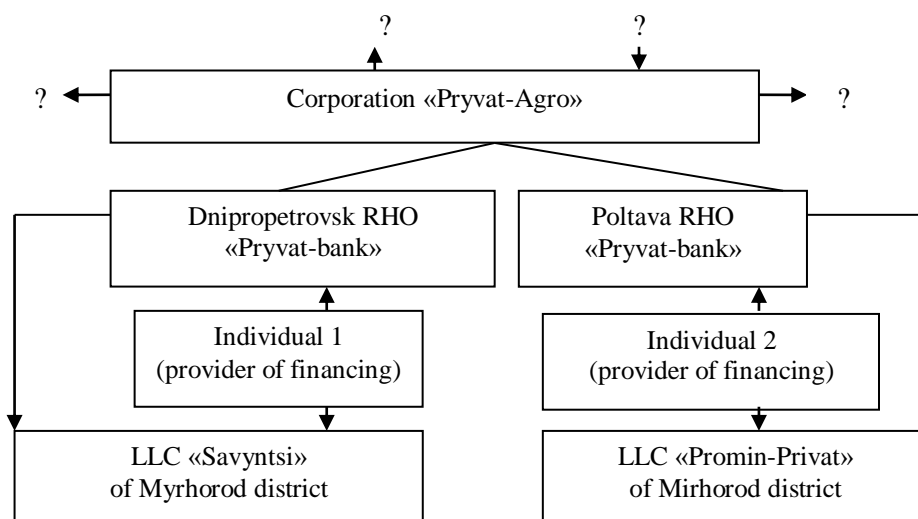 ?
?
?
Corporation «Pryvat-Agro»
?
Dnipropetrovsk RHO
«Pryvat-bank»
Poltava RHO
«Pryvat-bank»
Individual 1
(provider of financing)
Individual 2
(provider of financing)
LLC «Savyntsi»
of Myrhorod district
LLC «Promin-Privat»
of Mirhorod district